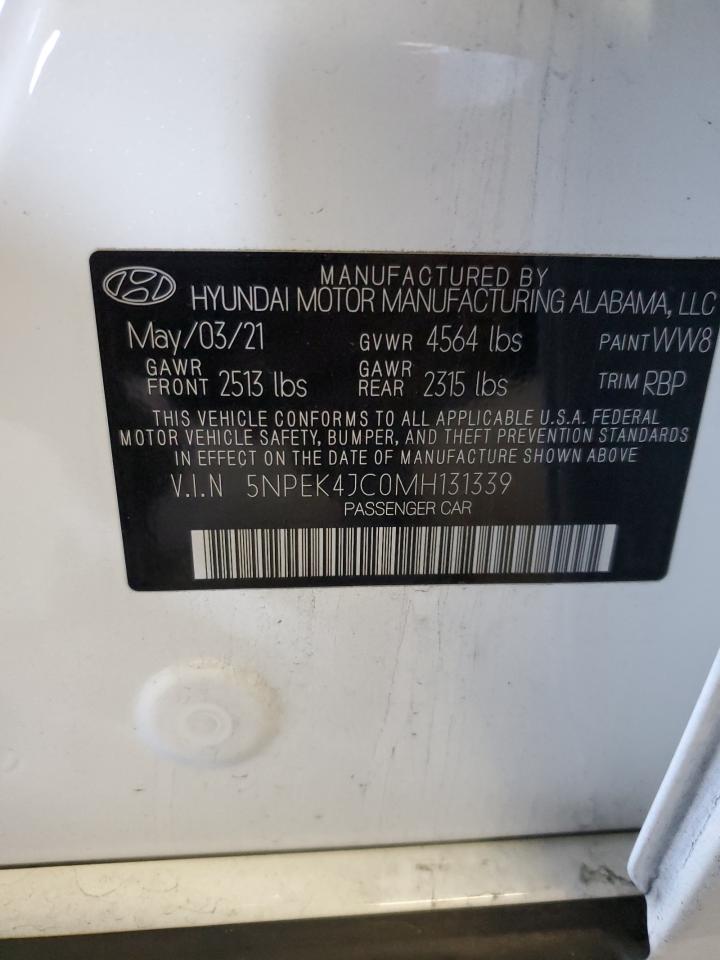 MANUFACTURED BY
HYUNDAI MOTOR MANUFACTURING ALABAMA, LLC
May/03/21 GVWR 4564 lbs PAINT WW8
GAWR FRONT 2513 lbs GAWR REAR 2315 lbs TRIM RBP
THIS VEHICLE CONFORMS TO ALL APPLICABLE U.S.A. FEDERAL
MOTOR VEHICLE SAFETY, BUMPER, AND THEFT PREVENTION STANDARDS
IN EFFECT ON THE DATE OF MANUFACTURE SHOWN ABOVE
V.I.N 5NPEK4JC0MH131339
PASSENGER CAR